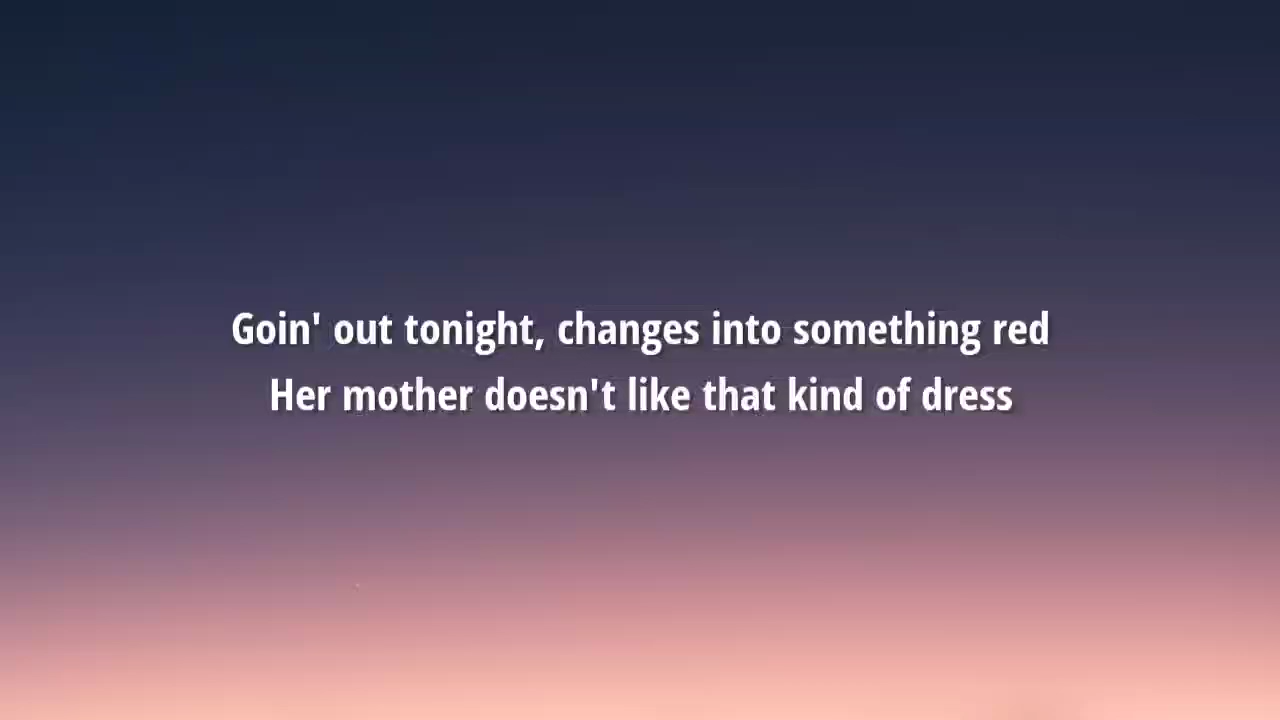 Goin' out tonight, changes into something red
Her mother doesn't like that kind of dress